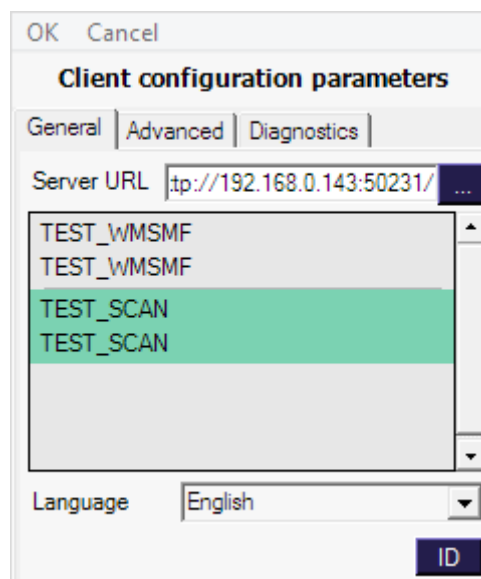 OK Cancel
Client configuration parameters
General Advanced Diagnostics
Server URL tp://192.168.0.143:50231/ ...
TEST_WMSMF
TEST_WMSMF
TEST_SCAN
TEST_SCAN
Language English
ID